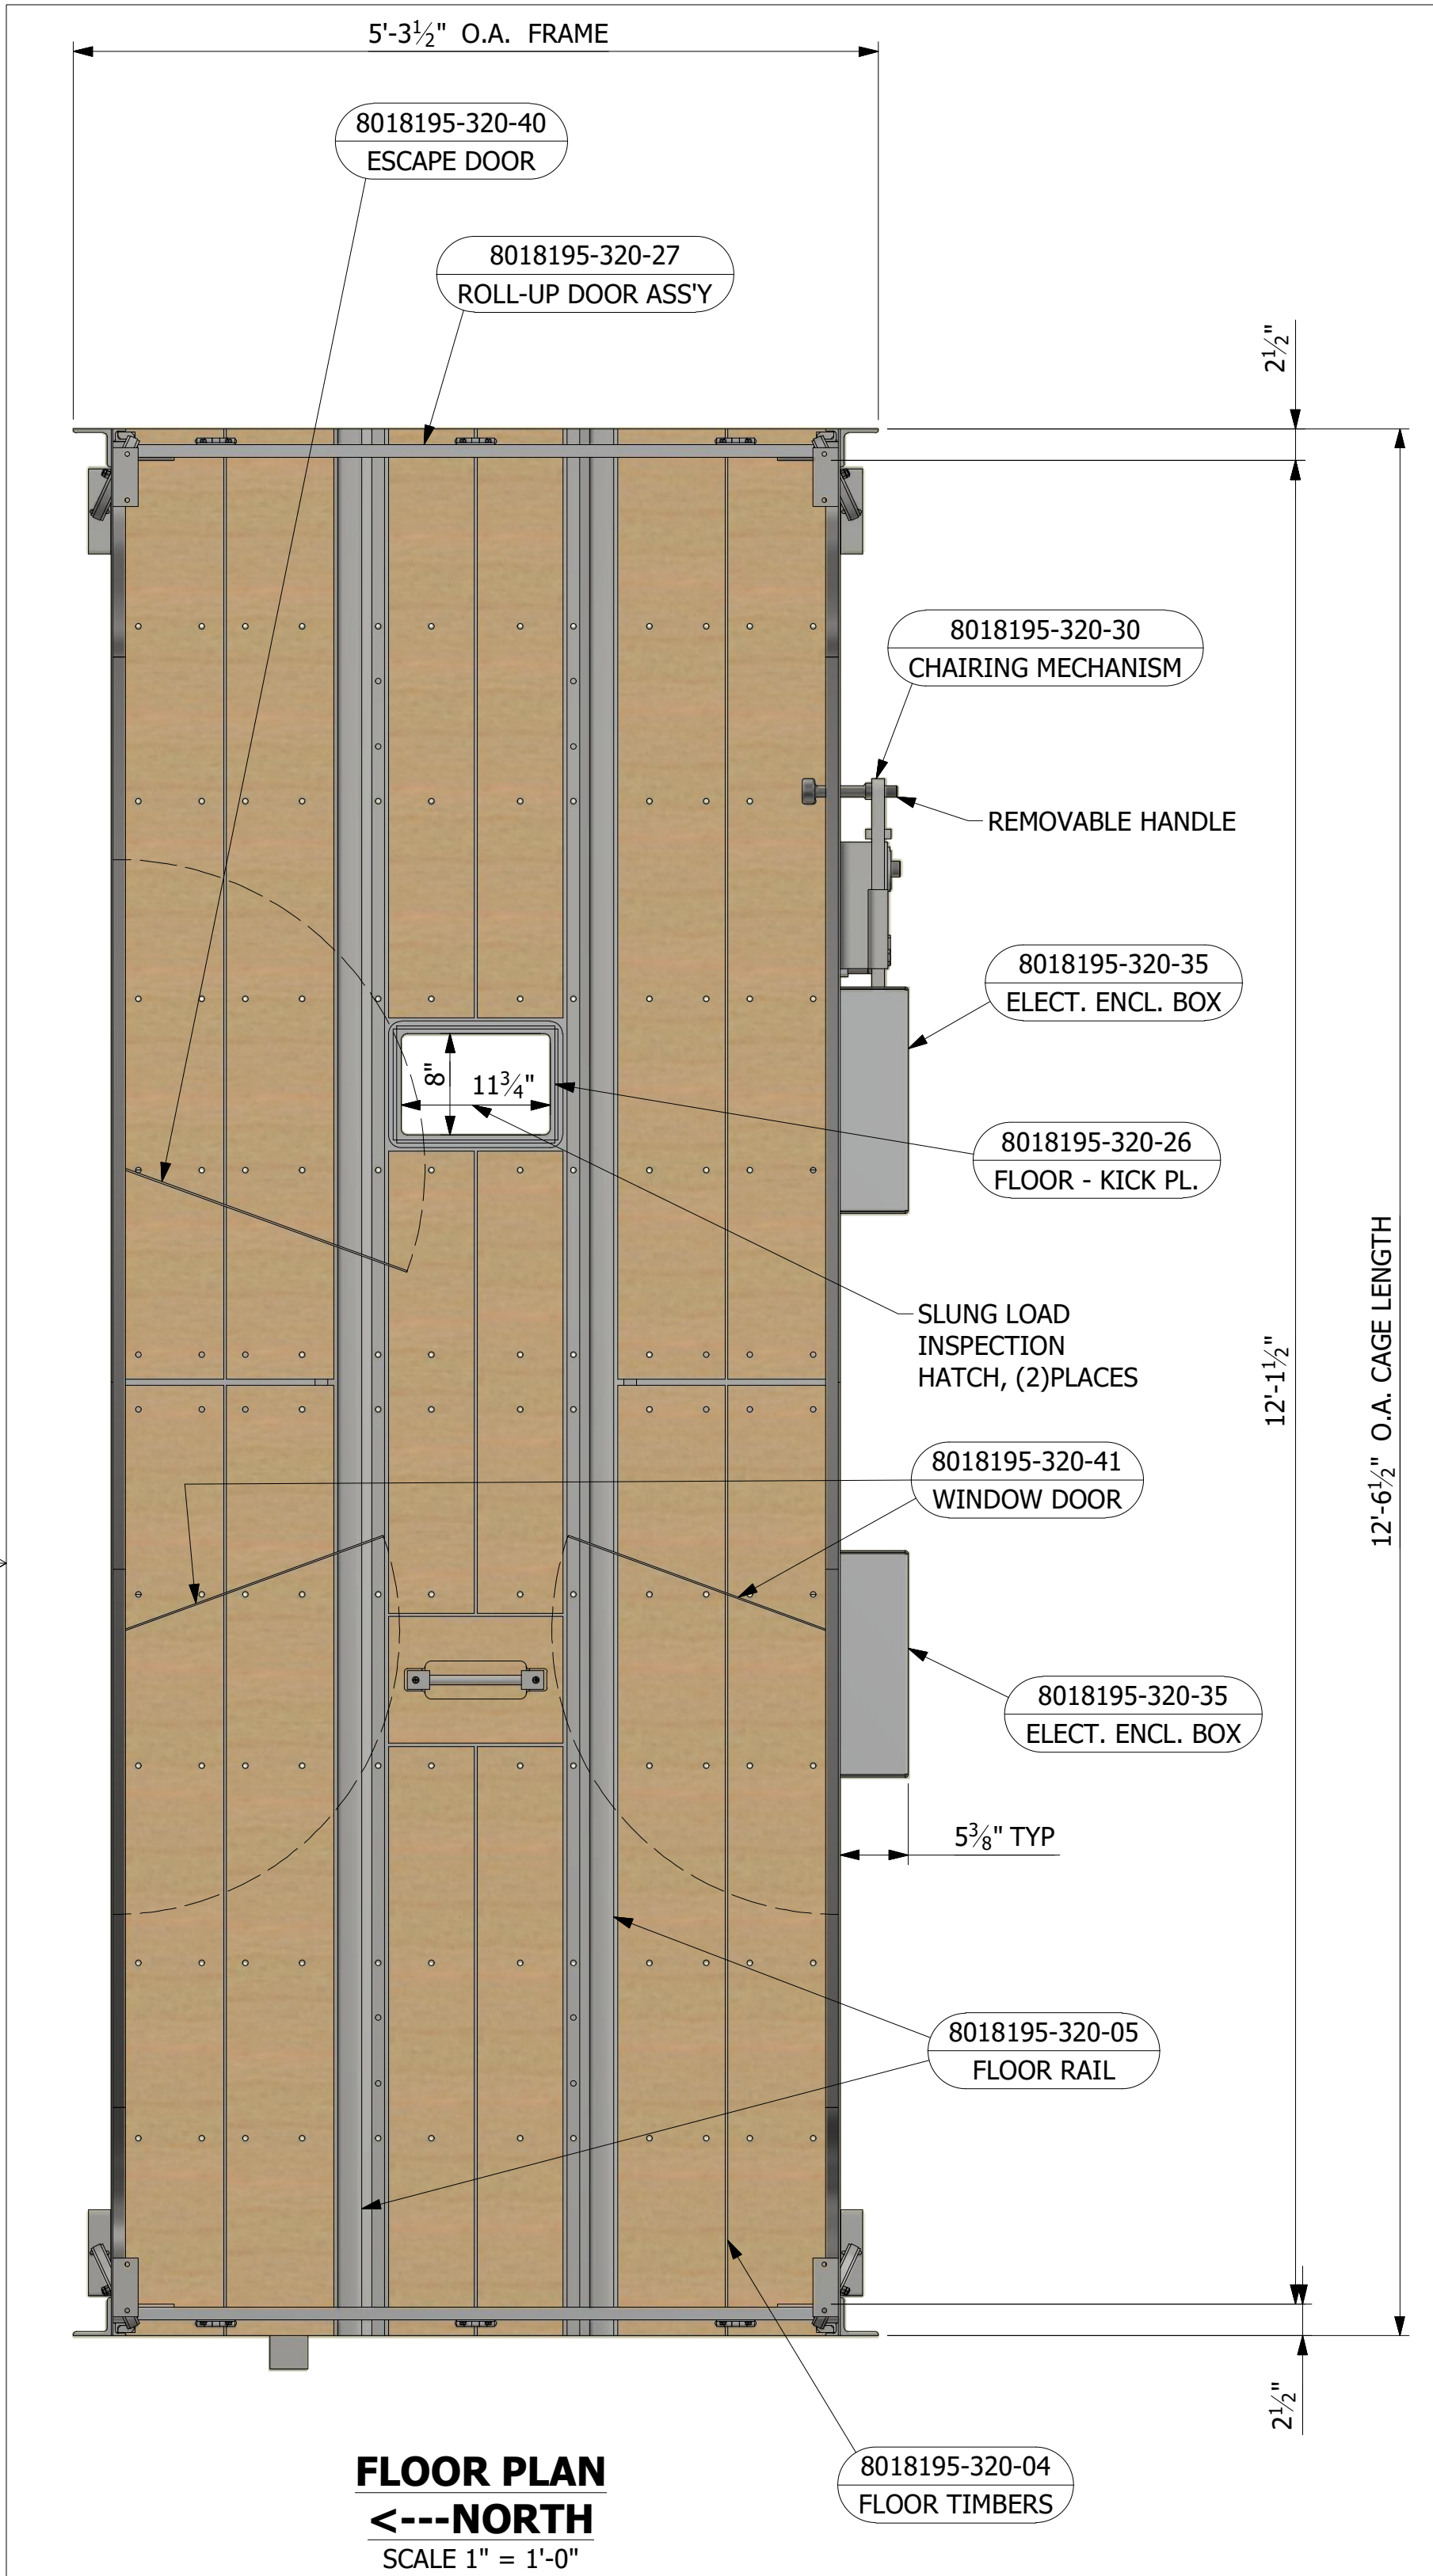 5'-3½" O.A. FRAME
8018195-320-40
ESCAPE DOOR
8018195-320-27
ROLL-UP DOOR ASS'Y
2½"
8018195-320-30
CHAIRING MECHANISM
REMOVABLE HANDLE
8018195-320-35
ELECT. ENCL. BOX
8"
11¾"
8018195-320-26
FLOOR - KICK PL.
SLUNG LOAD
INSPECTION
HATCH, (2)PLACES
12'-1½"
12'-6½" O.A. CAGE LENGTH
8018195-320-41
WINDOW DOOR
8018195-320-35
ELECT. ENCL. BOX
5⅜" TYP
8018195-320-05
FLOOR RAIL
2½"
8018195-320-04
FLOOR TIMBERS
FLOOR PLAN
<---NORTH
SCALE 1" = 1'-0"